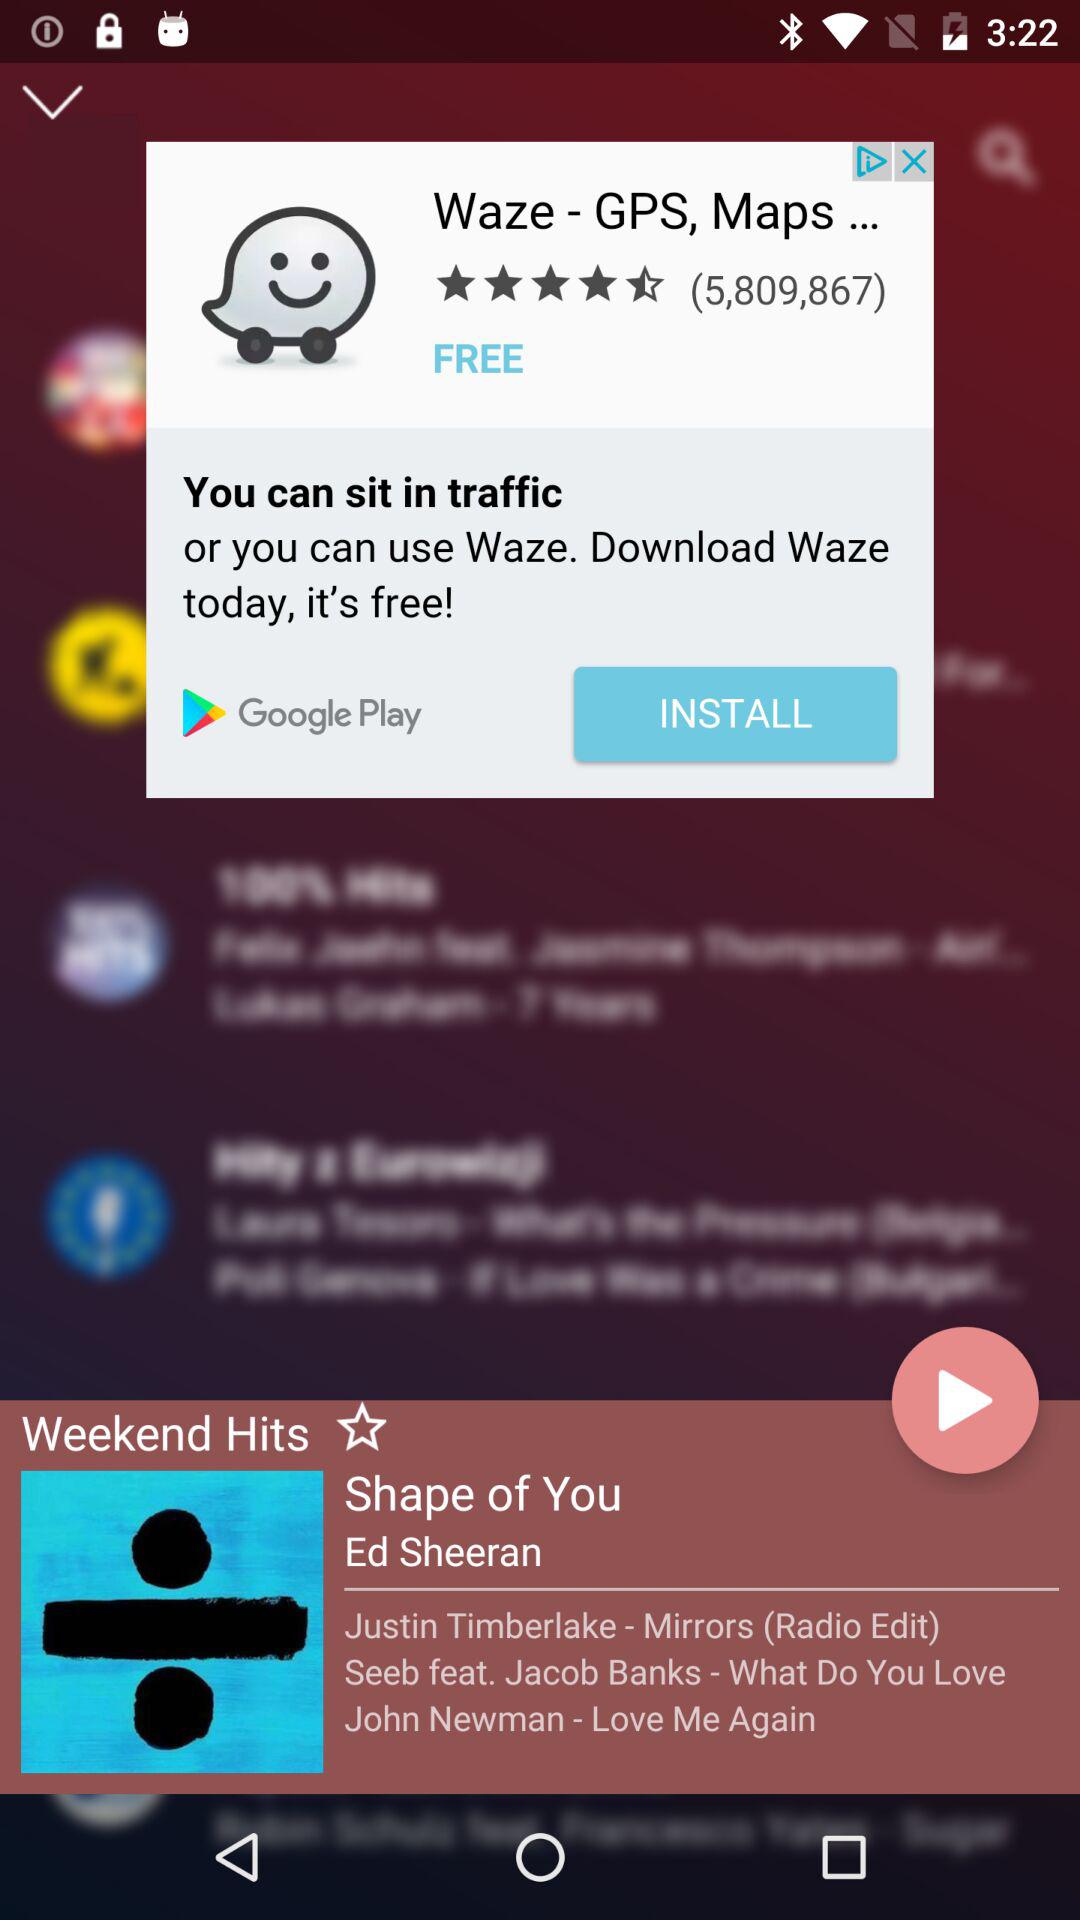 3:22
Waze - GPS, Maps ...
(5,809,867)
FREE
You can sit in traffic
or you can use Waze. Download Waze
today, it’s free!
Google Play
INSTALL
For...
100% Hits
HITS
Felix Jaehn feat. Jasmine Thompson - Ain'...
Lukas Graham - 7 Years
Hity z Eurowizji
Laura Tesoro - What's the Pressure (Belgia...
Poli Genova - If Love Was a Crime (Bulgari...
Weekend Hits
Shape of You
Ed Sheeran
Justin Timberlake - Mirrors (Radio Edit)
Seeb feat. Jacob Banks - What Do You Love
John Newman - Love Me Again
Robin Schulz feat. Francesco Yates - Sugar